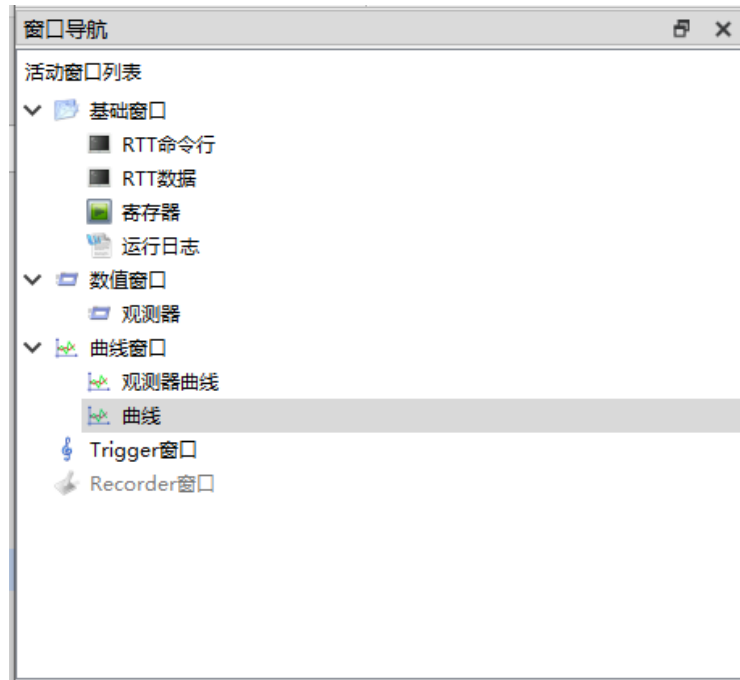 窗口导航
活动窗口列表
基础窗口
RTT命令行
RTT数据
寄存器
运行日志
数值窗口
观测器
曲线窗口
观测器曲线
曲线
Trigger窗口
Recorder窗口